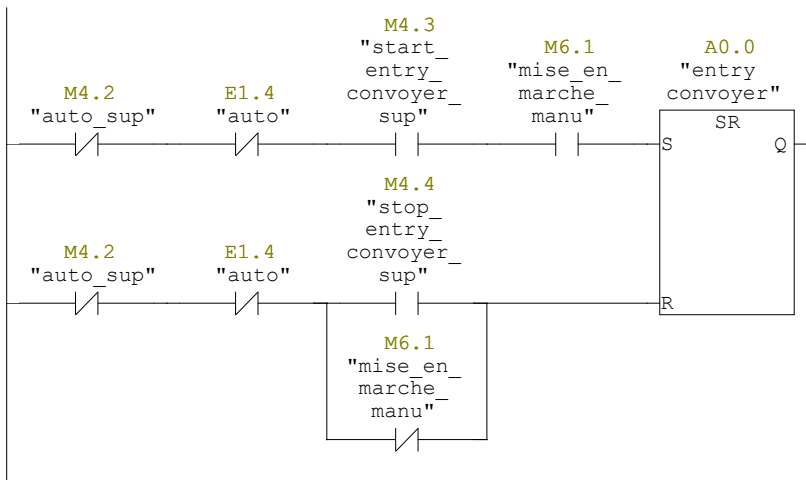 M4.3
"start_
entry_
convoyer_
sup"
M6.1
"mise_en_
marche_
manu"
A0.0
"entry
convoyer"
M4.2
"auto_sup"
E1.4
"auto"
SR
S
Q
M4.4
"stop_
entry_
convoyer_
sup"
M4.2
"auto_sup"
E1.4
"auto"
R
M6.1
"mise_en_
marche_
manu"